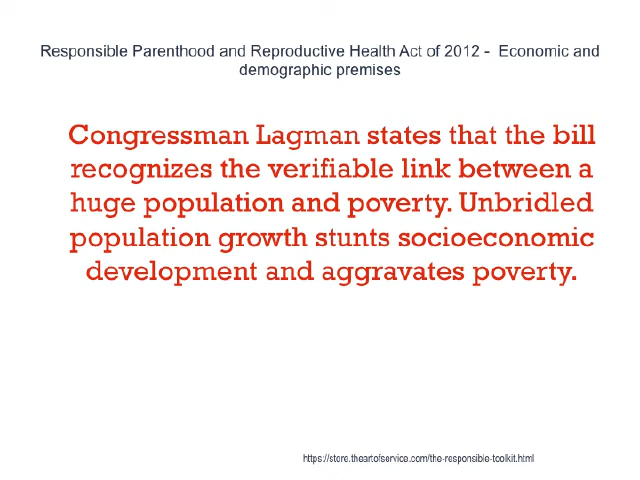 Responsible Parenthood and Reproductive Health Act of 2012 -  Economic and
demographic premises
Congressman Lagman states that the bill
recognizes the verifiable link between a
huge population and poverty. Unbridled
population growth stunts socioeconomic
development and aggravates poverty.
https://store.theartofservice.com/the-responsible-toolkit.html